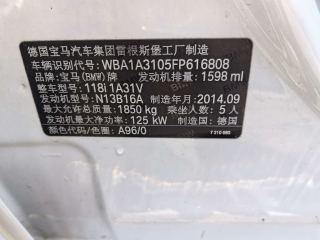 德国宝马汽车集团雷根斯堡工厂制造
车辆识别代号：WBA1A3105FP616808
品牌：宝马(BMW)牌 发动机排量：1598 ml
整车型号：118i 1A31V
发动机型号：N13B16A 制造年月：2014.09
最大允许总质量：1850 kg 乘坐人数：5 人
发动机最大净功率：125 kW 制造国：德国
颜色代码/色图：A96/0
7 210 660